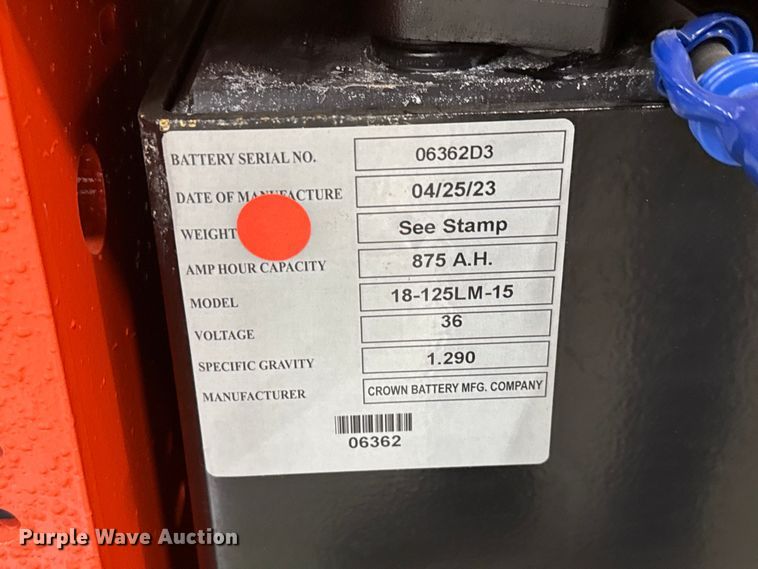 BATTERY SERIAL NO. 06362D3
DATE OF MANUFACTURE 04/25/23
WEIGHT See Stamp
AMP HOUR CAPACITY 875 A.H.
MODEL 18-125LM-15
VOLTAGE 36
SPECIFIC GRAVITY 1.290
MANUFACTURER CROWN BATTERY MFG. COMPANY
06362
Purple Wave Auction